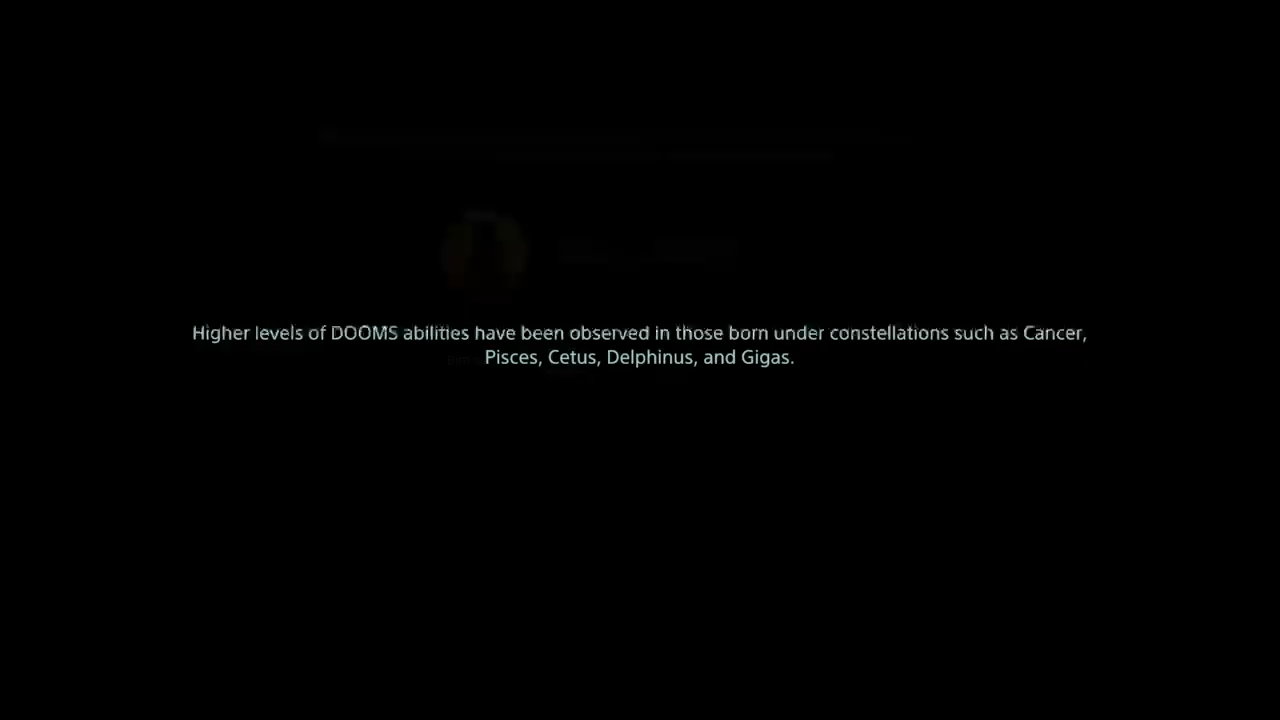 Higher levels of DOOMS abilities have been observed in those born under constellations such as Cancer,
Pisces, Cetus, Delphinus, and Gigas.